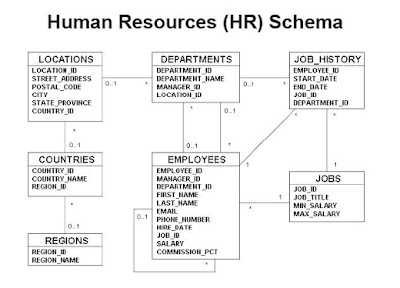 Human Resources (HR) Schema
LOCATIONS
LOCATION_ID
STREET_ADDRESS
POSTAL_CODE
CITY
STATE_PROVINCE
COUNTRY_ID
0..1
*
DEPARTMENTS
DEPARTMENT_ID
DEPARTMENT_NAME
MANAGER_ID
LOCATION_ID
0..1
*
JOB_HISTORY
EMPLOYEE_ID
START_DATE
END_DATE
JOB_ID
DEPARTMENT_ID
*
0..1
*
0..1
*
*
0..1
COUNTRIES
COUNTRY_ID
COUNTRY_NAME
REGION_ID
*
0..1
REGIONS
REGION_ID
REGION_NAME
EMPLOYEES
EMPLOYEE_ID
MANAGER_ID
DEPARTMENT_ID
FIRST_NAME
LAST_NAME
EMAIL
PHONE_NUMBER
HIRE_DATE
JOB_ID
SALARY
COMMISSION_PCT
0..1
*
1
*
1
1
JOBS
JOB_ID
JOB_TITLE
MIN_SALARY
MAX_SALARY